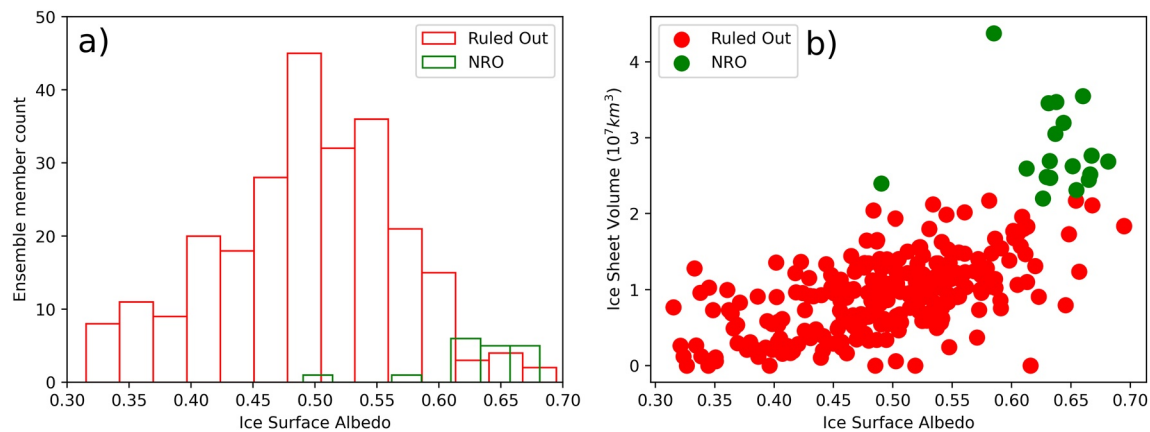 a)
Ruled Out
NRO
50
40
30
20
10
0
Ensemble member count
0.30 0.35 0.40 0.45 0.50 0.55 0.60 0.65 0.70
Ice Surface Albedo
b)
Ruled Out
NRO
4
3
2
1
0
Ice Sheet Volume (10⁷km³)
0.30 0.35 0.40 0.45 0.50 0.55 0.60 0.65 0.70
Ice Surface Albedo